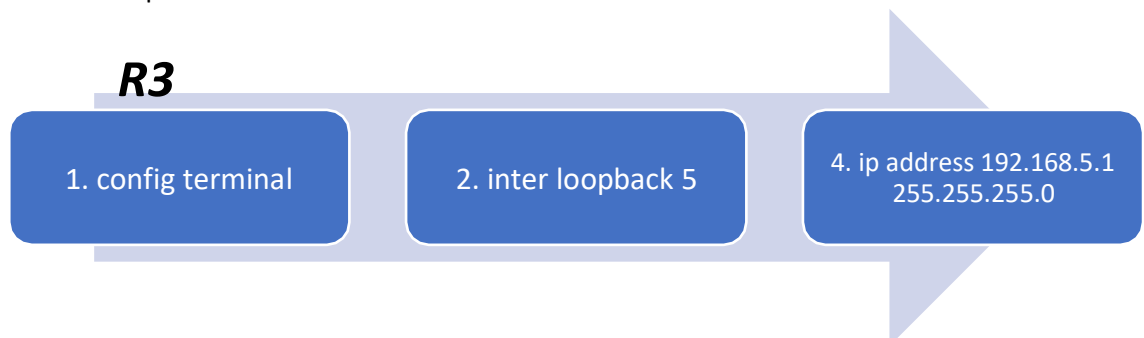 R3
1. config terminal
2. inter loopback 5
4. ip address 192.168.5.1
255.255.255.0